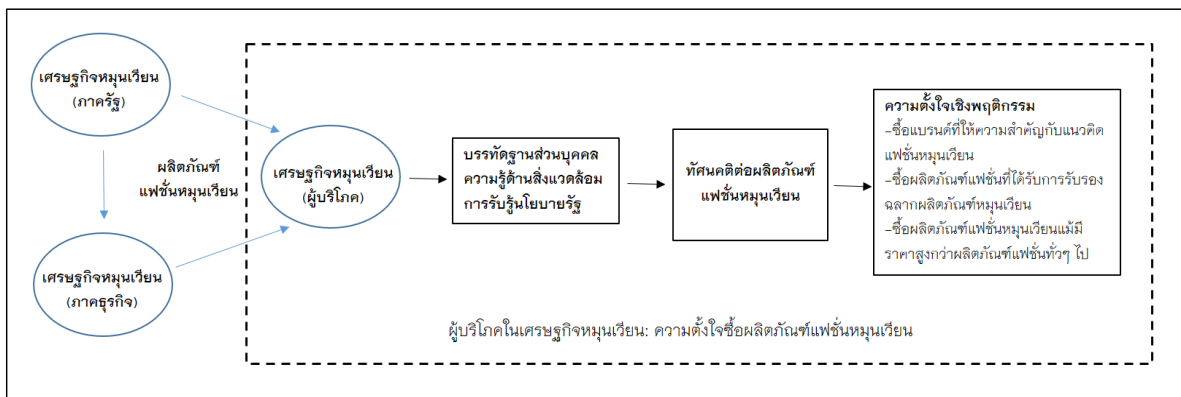 เศรษฐกิจหมุนเวียน
(ภาครัฐ)
ผลิตภัณฑ์
แฟชั่นหมุนเวียน
เศรษฐกิจหมุนเวียน
(ภาคธุรกิจ)
เศรษฐกิจหมุนเวียน
(ผู้บริโภค)
บรรทัดฐานส่วนบุคคล
ความรู้ด้านสิ่งแวดล้อม
การรับรู้นโยบายรัฐ
ทัศนคติต่อผลิตภัณฑ์
แฟชั่นหมุนเวียน
ความตั้งใจเชิงพฤติกรรม
-ซื้อแบรนด์ที่ให้ความสำคัญกับแนวคิด
แฟชั่นหมุนเวียน
-ซื้อผลิตภัณฑ์แฟชั่นที่ได้รับการรับรอง
ฉลากผลิตภัณฑ์หมุนเวียน
-ซื้อผลิตภัณฑ์แฟชั่นหมุนเวียนแม้มี
ราคาสูงกว่าผลิตภัณฑ์แฟชั่นทั่วๆ ไป
ผู้บริโภคในเศรษฐกิจหมุนเวียน: ความตั้งใจซื้อผลิตภัณฑ์แฟชั่นหมุนเวียน